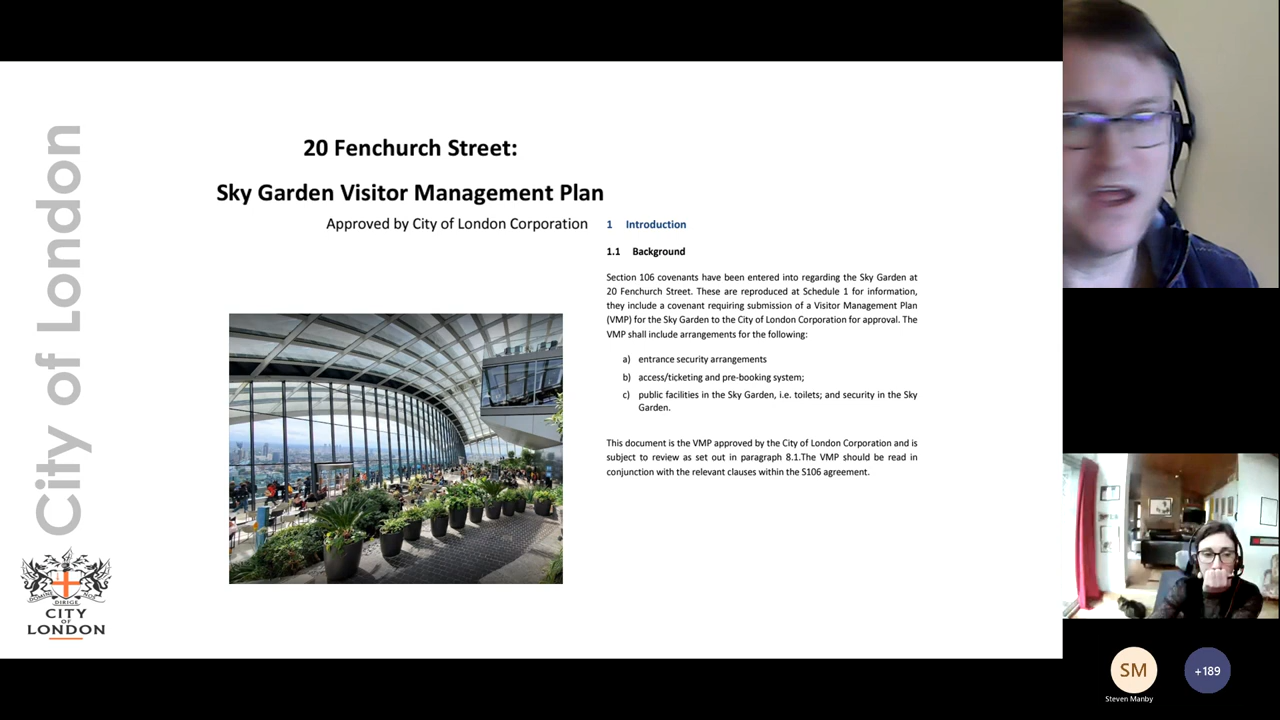 City of London
DOMINE DIRIGE NOS
CITY
OF
LONDON
20 Fenchurch Street:
Sky Garden Visitor Management Plan
Approved by City of London Corporation
1 Introduction
1.1 Background
Section 106 covenants have been entered into regarding the Sky Garden at
20 Fenchurch Street. These are reproduced at Schedule 1 for information,
they include a covenant requiring submission of a Visitor Management Plan
(VMP) for the Sky Garden to the City of London Corporation for approval. The
VMP shall include arrangements for the following:
a) entrance security arrangements
b) access/ticketing and pre-booking system;
c) public facilities in the Sky Garden, i.e. toilets; and security in the Sky
Garden.
This document is the VMP approved by the City of London Corporation and is
subject to review as set out in paragraph 8.1.The VMP should be read in
conjunction with the relevant clauses within the S106 agreement.
SM
+189
Steven Manby